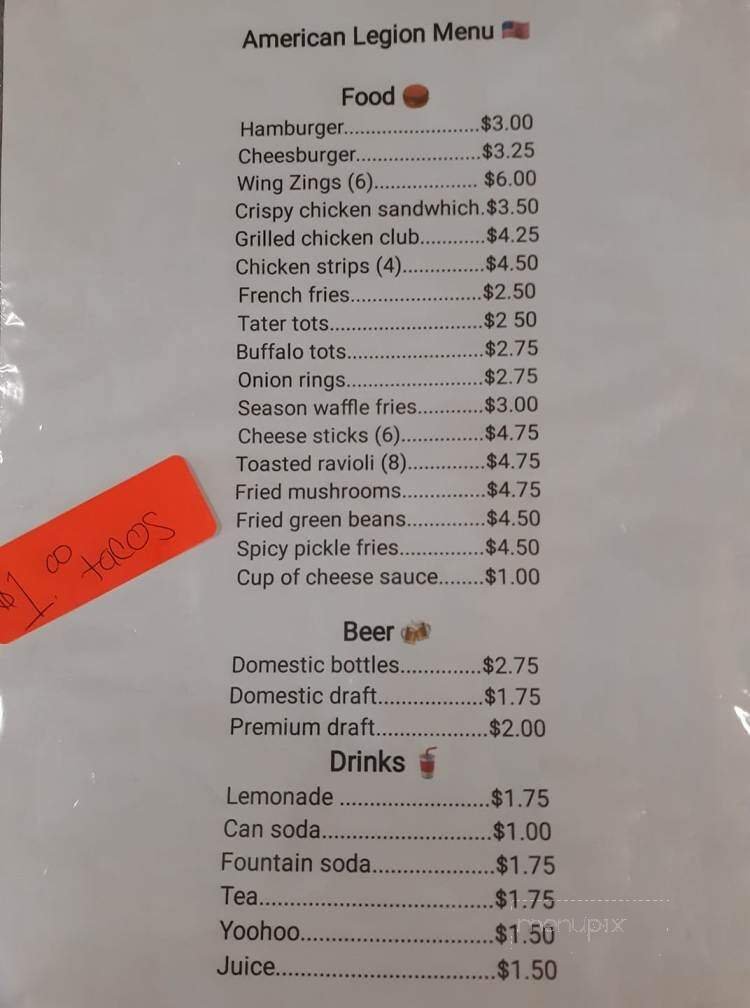 American Legion Menu 🇺🇸
Food 🍔
Hamburger.......................$3.00
Cheesburger.....................$3.25
Wing Zings (6).................. $6.00
Crispy chicken sandwhich.$3.50
Grilled chicken club...........$4.25
Chicken strips (4)..............$4.50
French fries......................$2.50
Tater tots..........................$2 50
Buffalo tots.......................$2.75
Onion rings.......................$2.75
Season waffle fries...........$3.00
Cheese sticks (6)..............$4.75
Toasted ravioli (8).............$4.75
Fried mushrooms..............$4.75
Fried green beans.............$4.50
Spicy pickle fries..............$4.50
Cup of cheese sauce........$1.00
$1.00 tacos
Beer 🍻
Domestic bottles.............$2.75
Domestic draft.................$1.75
Premium draft..................$2.00
Drinks 🥤
Lemonade .........................$1.75
Can soda............................$1.00
Fountain soda....................$1.75
Tea.......................................$1.75
Yoohoo................................$1.50
Juice.....................................$1.50
menupix